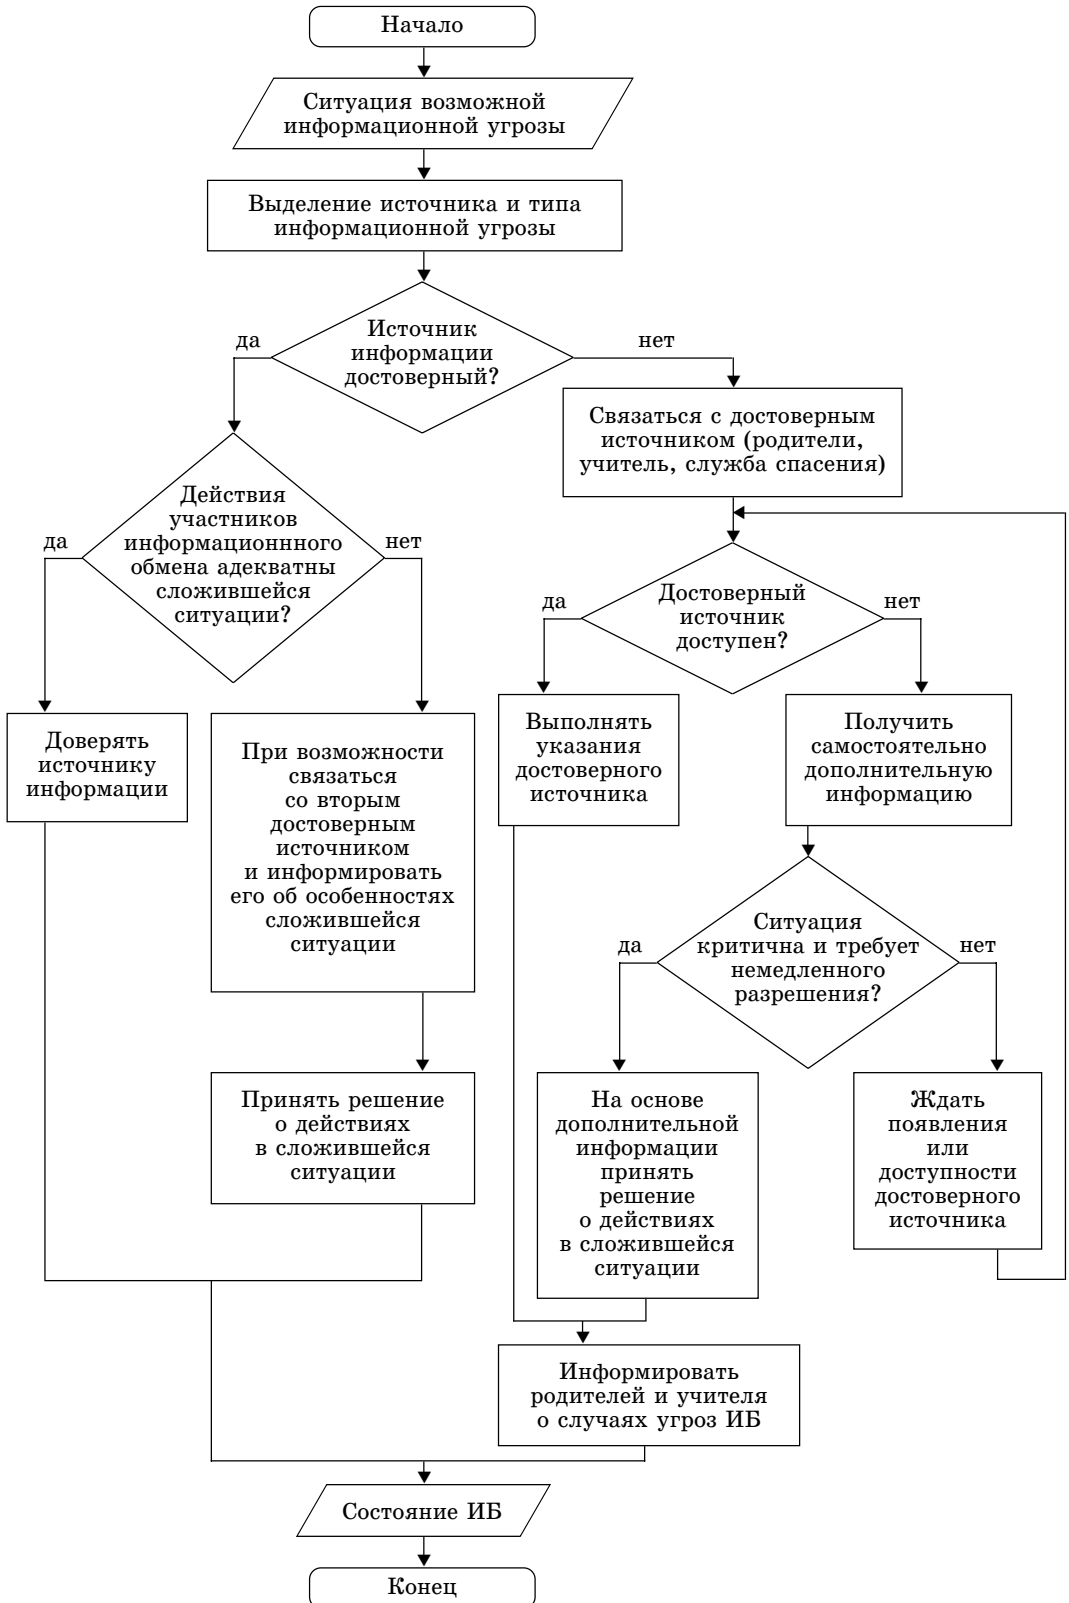 Начало
Ситуация возможной
информационной угрозы
Выделение источника и типа
информационной угрозы
Источник
информации
достоверный?
да
нет
Связаться с достоверным
источником (родители,
учитель, служба спасения)
Действия
участников
информационнного
обмена адекватны
сложившейся
ситуации?
да
нет
Достоверный
источник
доступен?
да
нет
Доверять
источнику
информации
При возможности
связаться
со вторым
достоверным
источником
и информировать
его об особенностях
сложившейся
ситуации
Выполнять
указания
достоверного
источника
Получить
самостоятельно
дополнительную
информацию
Ситуация
критична и требует
немедленного
разрешения?
да
нет
Принять решение
о действиях
в сложившейся
ситуации
На основе
дополнительной
информации
принять
решение
о действиях
в сложившейся
ситуации
Ждать
появления
или
доступности
достоверного
источника
Информировать
родителей и учителя
о случаях угроз ИБ
Состояние ИБ
Конец